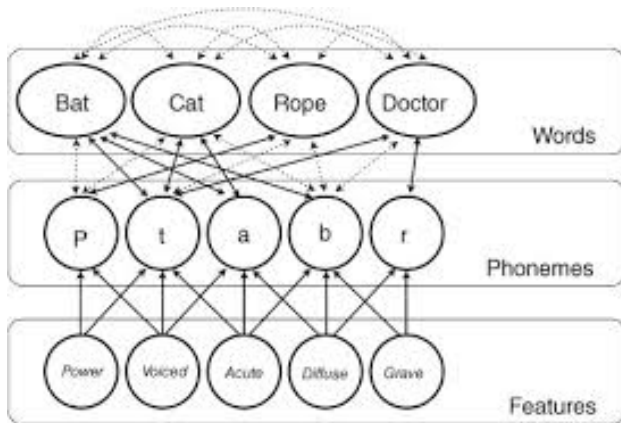 Bat Cat Rope Doctor
Words
P t a b r
Phonemes
Power Voiced Acute Diffuse Grave
Features